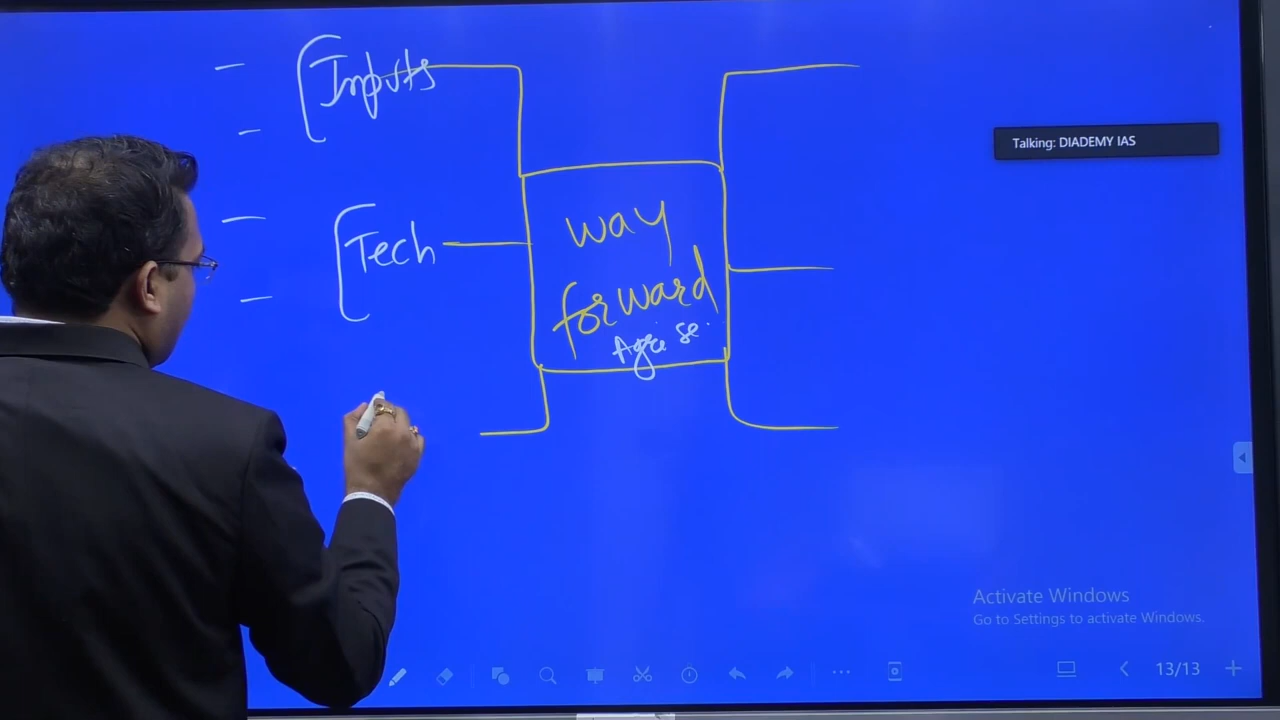 Inputs
Talking: DIADEMY IAS
Tech
way
forward
Agri se.
Activate Windows
Go to Settings to activate Windows.
13/13